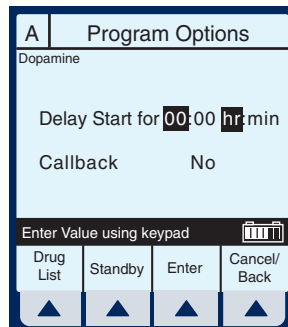 A Program Options
Dopamine
Delay Start for 00:00 hr:min
Callback No
Enter Value using keypad
Drug List Standby Enter Cancel/ Back